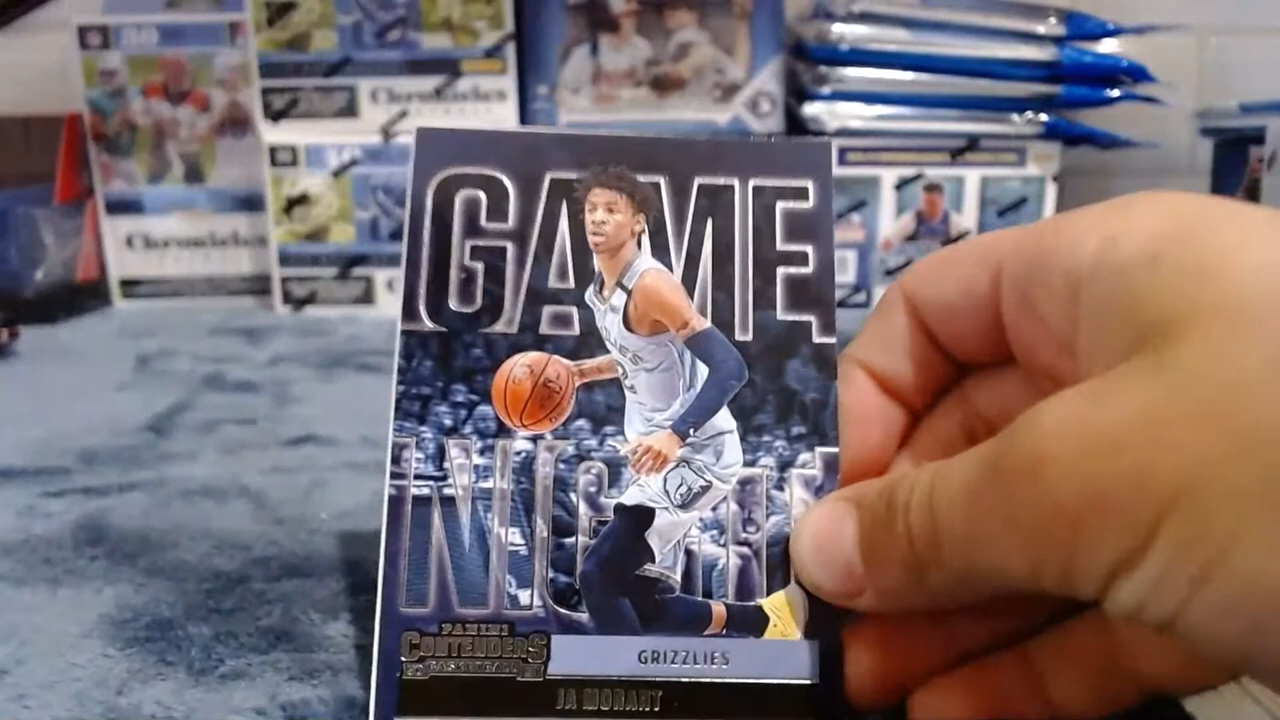 Chronicles
Chronicles
GAME
NIGHT
PANINI
CONTENDERS
BASKETBALL
GRIZZLIES
JA MORANT